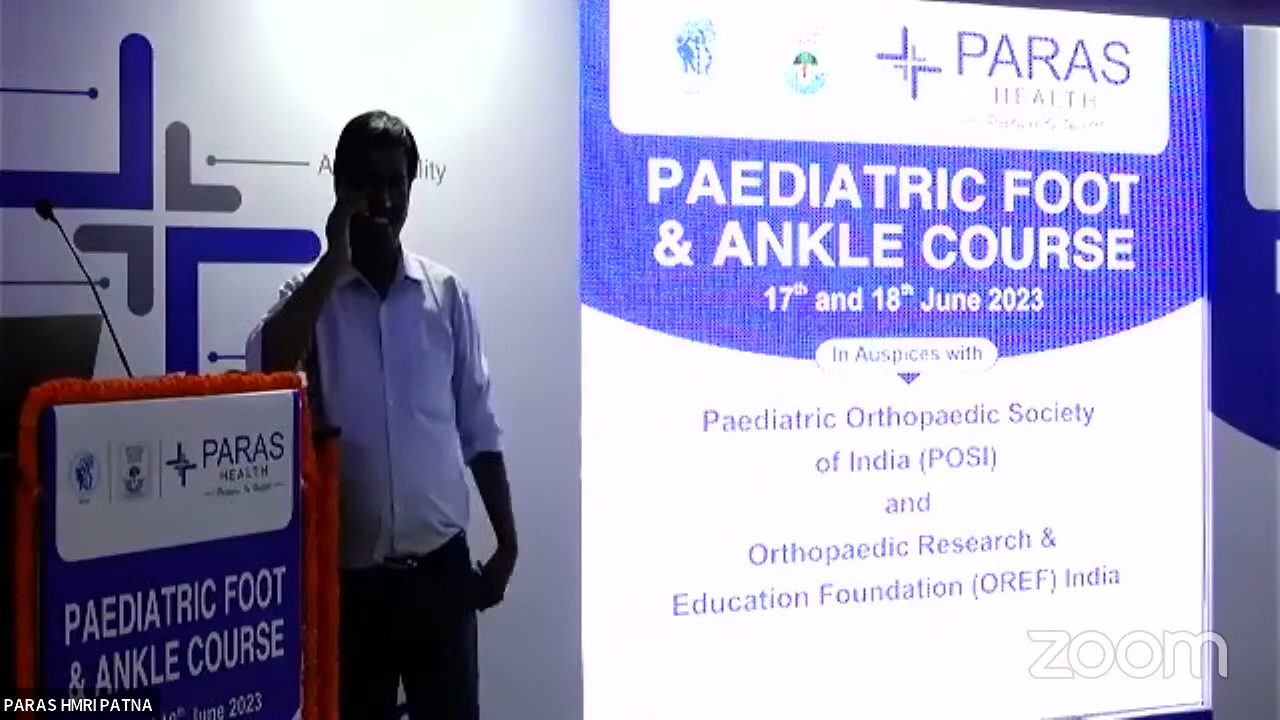 PARAS
HEALTH
PAEDIATRIC FOOT
& ANKLE COURSE
17th and 18th June 2023
In Auspices with
Paediatric Orthopaedic Society
of India (POSI)
and
Orthopaedic Research &
Education Foundation (OREF) India
lity
PARAS
HEALTH
PAEDIATRIC FOOT
& ANKLE COURSE
June 2023
PARAS HMRI PATNA
zoom